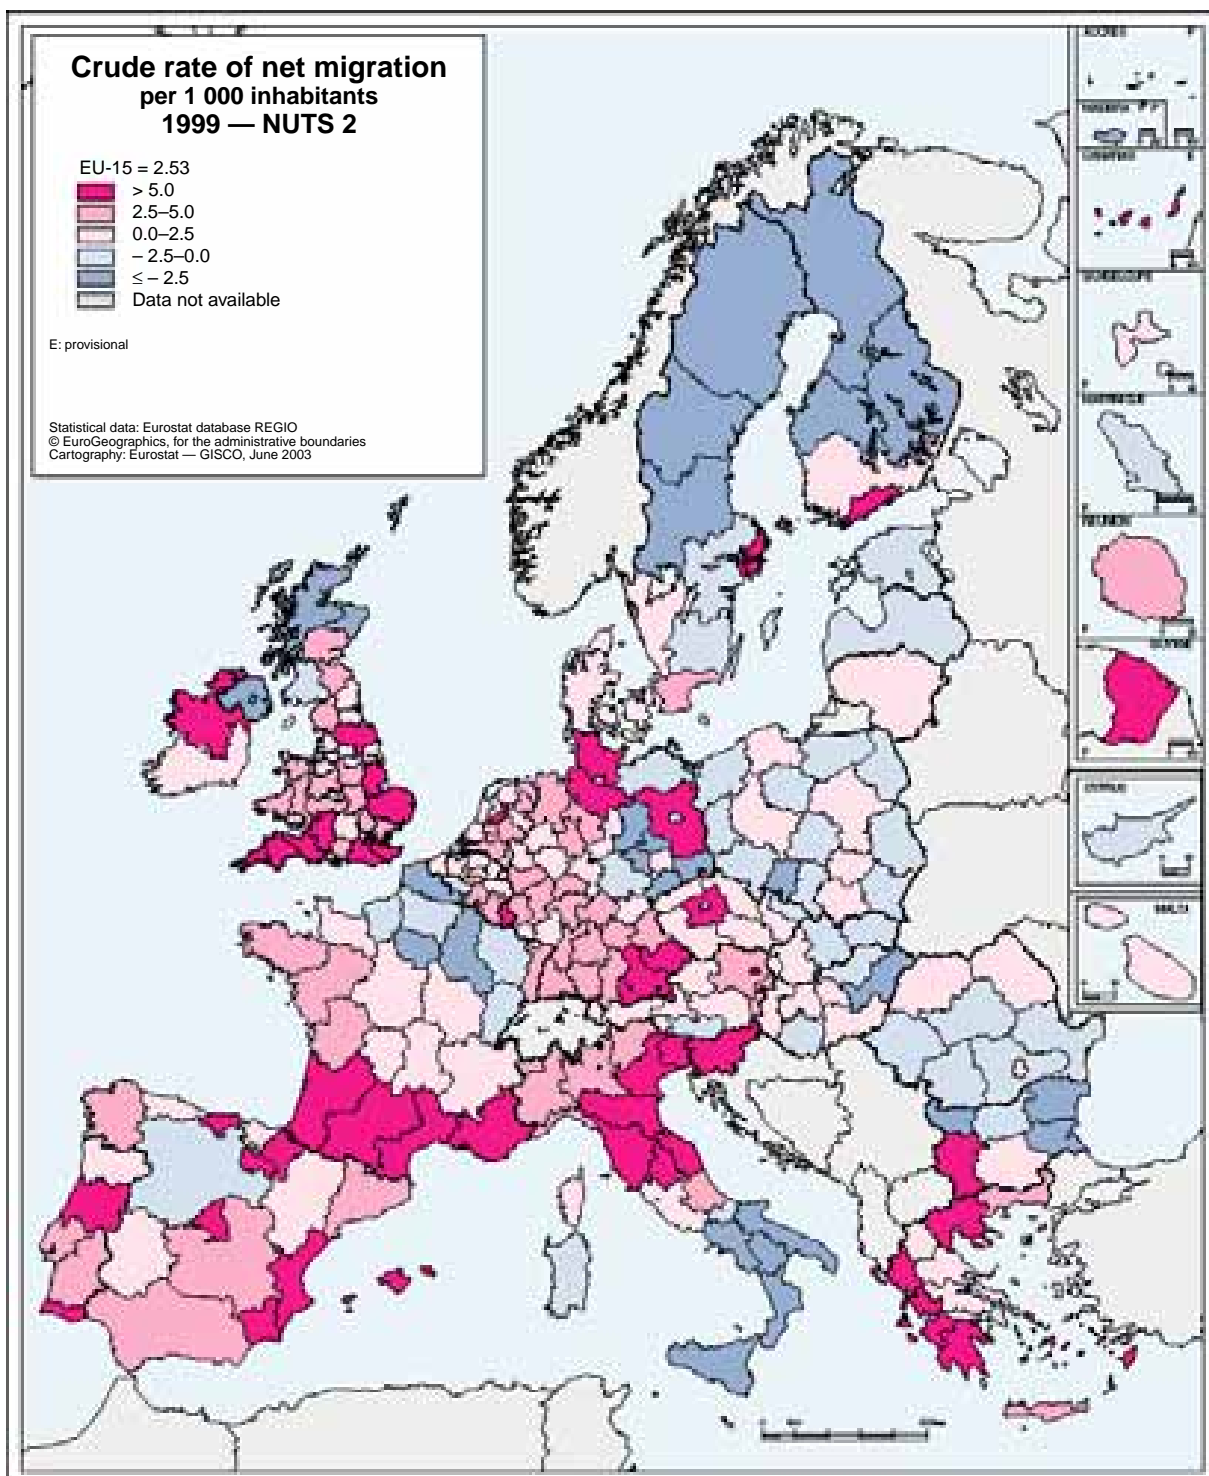 Crude rate of net migration
per 1 000 inhabitants
1999 — NUTS 2
EU-15 = 2.53
> 5.0
2.5–5.0
0.0–2.5
– 2.5–0.0
≤ – 2.5
Data not available
E: provisional
Statistical data: Eurostat database REGIO
© EuroGeographics, for the administrative boundaries
Cartography: Eurostat — GISCO, June 2003
CYPRUS
MALTA